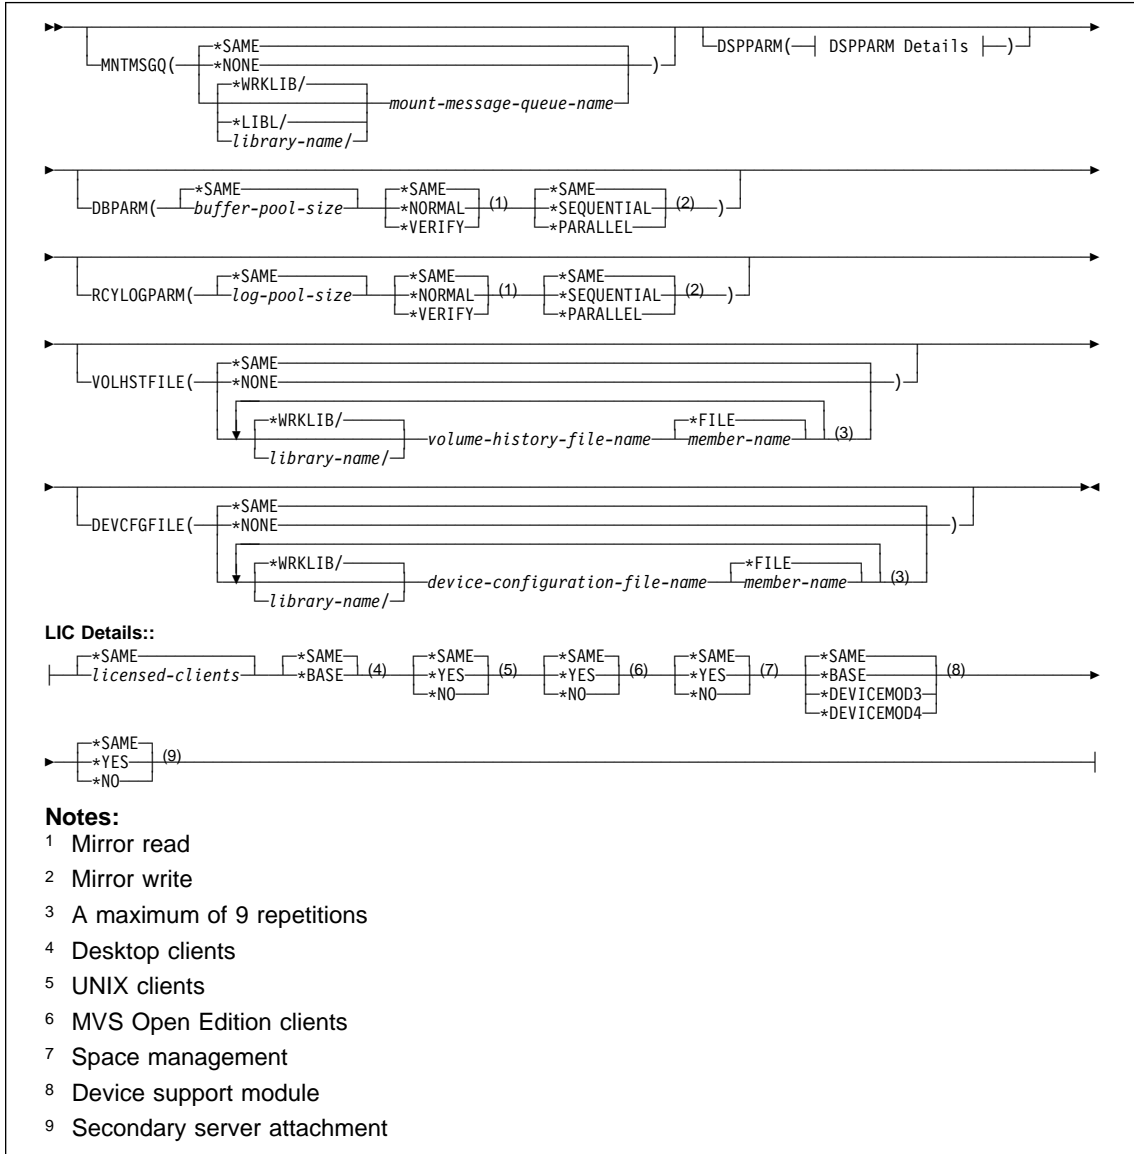 *SAME
MNTMSGQ( *NONE ) DSPPARM( DSPPARM Details )
*WRKLIB/
mount-message-queue-name
*LIBL/
library-name/
*SAME *SAME *SAME
DBPARM( buffer-pool-size *NORMAL (1) *SEQUENTIAL (2) )
*VERIFY *PARALLEL
*SAME *SAME *SAME
RCYLOGPARM( log-pool-size *NORMAL (1) *SEQUENTIAL (2) )
*VERIFY *PARALLEL
*SAME
VOLHSTFILE( *NONE )
*WRKLIB/ *FILE
volume-history-file-name member-name (3)
library-name/
*SAME
DEVCFGFILE( *NONE )
*WRKLIB/ *FILE
device-configuration-file-name member-name (3)
library-name/
LIC Details::
*SAME *SAME *SAME *SAME *SAME *SAME
licensed-clients *BASE (4) *YES (5) *YES (6) *YES (7) *BASE (8)
*NO *NO *NO *DEVICEMOD3
*DEVICEMOD4
*SAME
*YES (9)
*NO
Notes:
1 Mirror read
2 Mirror write
3 A maximum of 9 repetitions
4 Desktop clients
5 UNIX clients
6 MVS Open Edition clients
7 Space management
8 Device support module
9 Secondary server attachment